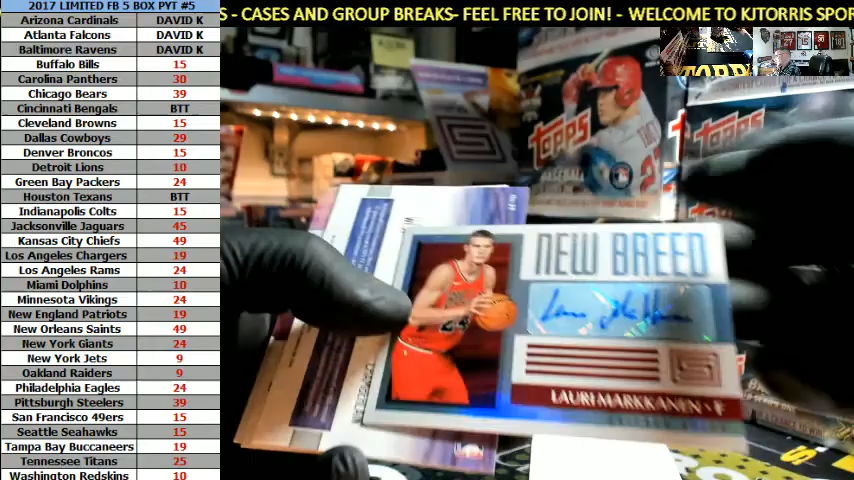 2017 LIMITED FB 5 BOX PYT #5
Arizona Cardinals DAVID K
Atlanta Falcons DAVID K
Baltimore Ravens DAVID K
Buffalo Bills 15
Carolina Panthers 30
Chicago Bears 39
Cincinnati Bengals BTT
Cleveland Browns 15
Dallas Cowboys 29
Denver Broncos 15
Detroit Lions 10
Green Bay Packers 24
Houston Texans BTT
Indianapolis Colts 15
Jacksonville Jaguars 45
Kansas City Chiefs 49
Los Angeles Chargers 19
Los Angeles Rams 24
Miami Dolphins 10
Minnesota Vikings 24
New England Patriots 19
New Orleans Saints 49
New York Giants 24
New York Jets 9
Oakland Raiders 9
Philadelphia Eagles 24
Pittsburgh Steelers 39
San Francisco 49ers 15
Seattle Seahawks 15
Tampa Bay Buccaneers 19
Tennessee Titans 25
Washington Redskins 10
S - CASES AND GROUP BREAKS- FEEL FREE TO JOIN! - WELCOME TO KJTORRIS SPOR
topps
NEW BREED
LAURI MARKKANEN • F
24